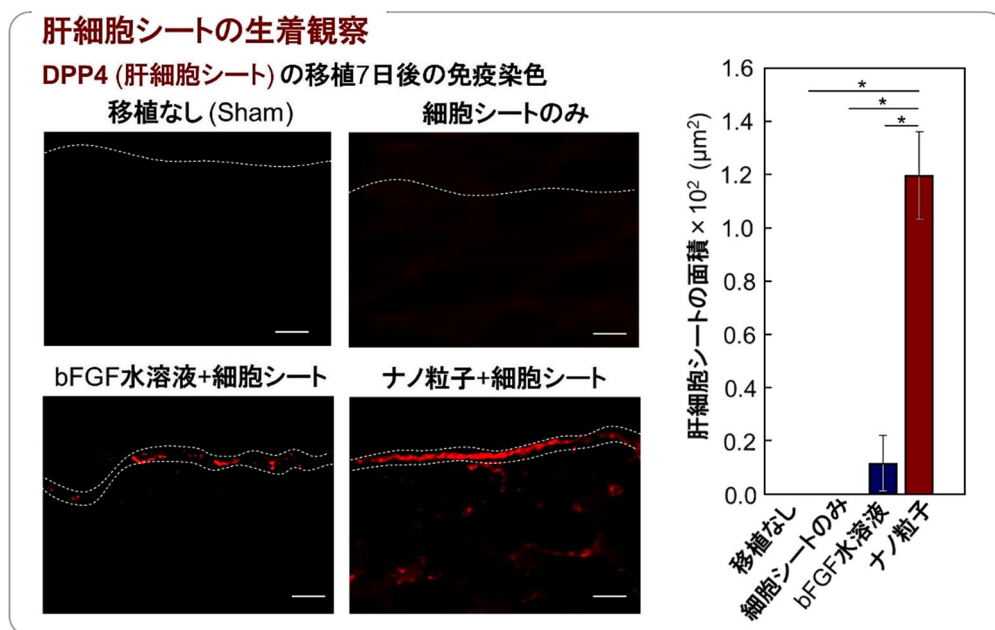 肝細胞シートの生着観察
DPP4 (肝細胞シート) の移植7日後の免疫染色
移植なし (Sham)
細胞シートのみ
bFGF水溶液+細胞シート
ナノ粒子+細胞シート
肝細胞シートの面積 × 10² (μm²)
1.6
1.4
1.2
1.0
0.8
0.6
0.4
0.2
0.0
*
*
*
移植なし
細胞シートのみ
bFGF水溶液
ナノ粒子